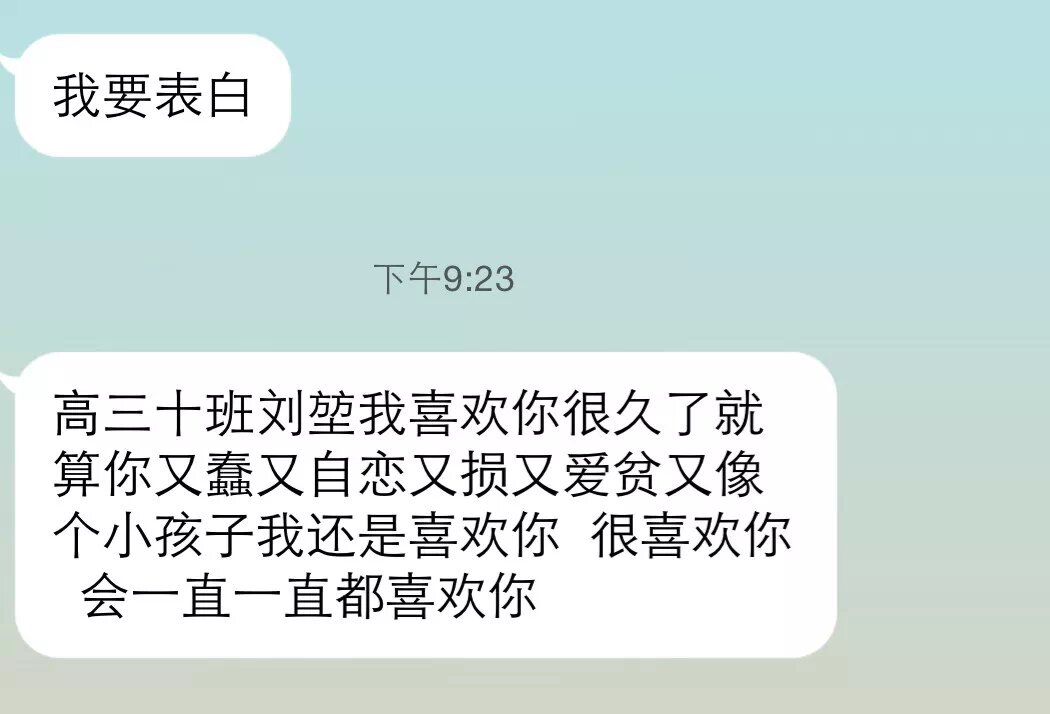 我要表白
下午9:23
高三十班刘堃我喜欢你很久了就
算你又蠢又自恋又损又爱贫又像
个小孩子我还是喜欢你 很喜欢你
会一直一直都喜欢你